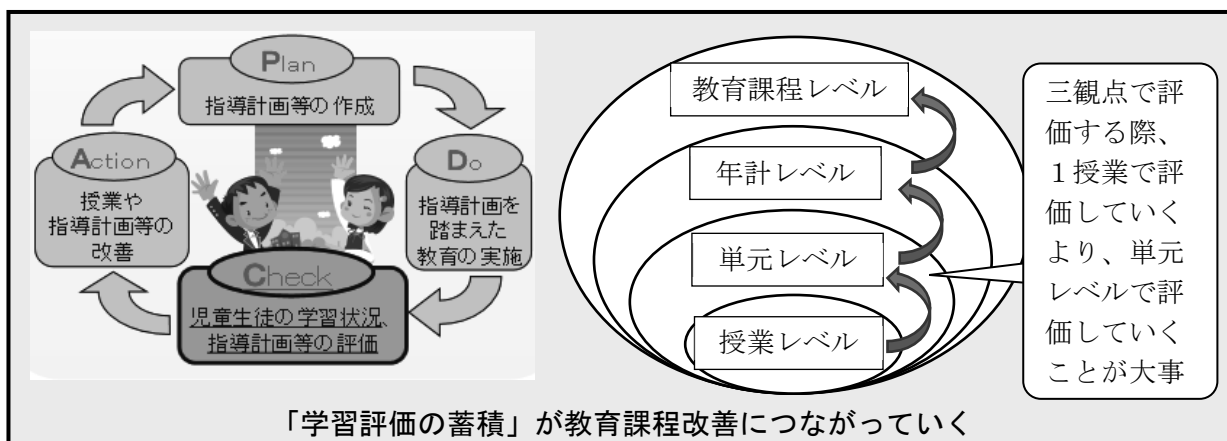 Plan
指導計画等の作成
Do
指導計画を
踏まえた
教育の実施
Check
児童生徒の学習状況、
指導計画等の評価
Action
授業や
指導計画等の
改善
教育課程レベル
年計レベル
単元レベル
授業レベル
三観点で評
価する際、
１授業で評
価していく
より、単元
レベルで評
価していく
ことが大事
「学習評価の蓄積」が教育課程改善につながっていく